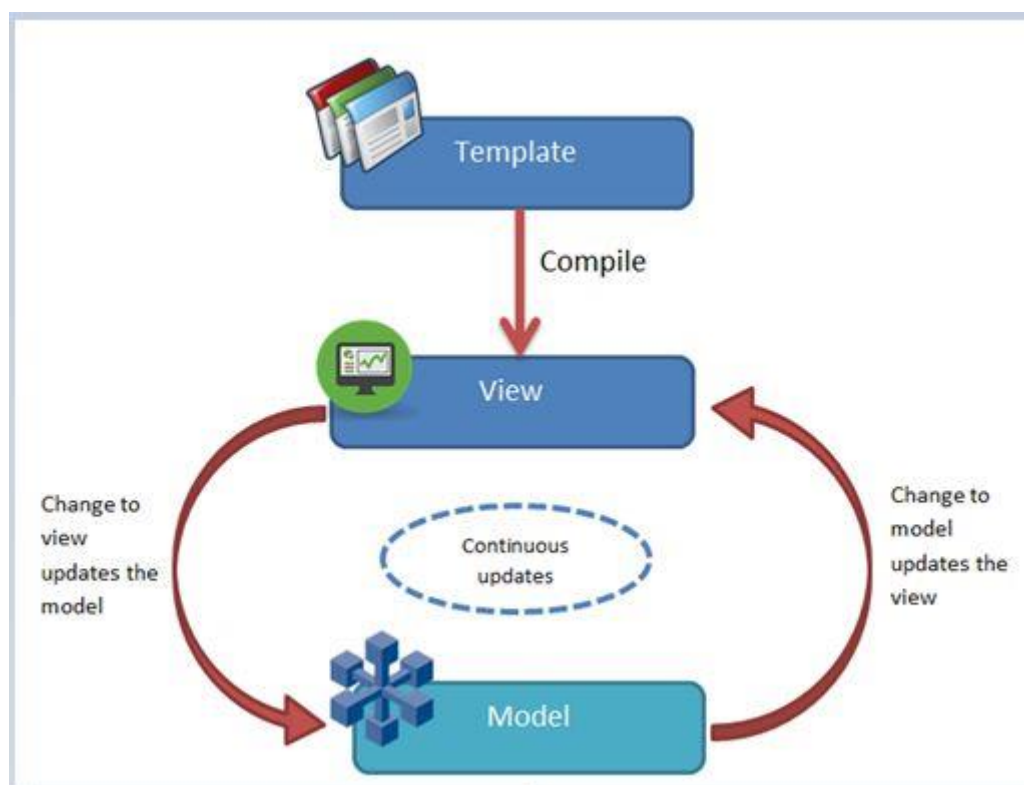 Template
Compile
View
Change to
view
updates the
model
Continuous
updates
Change to
model
updates the
view
Model